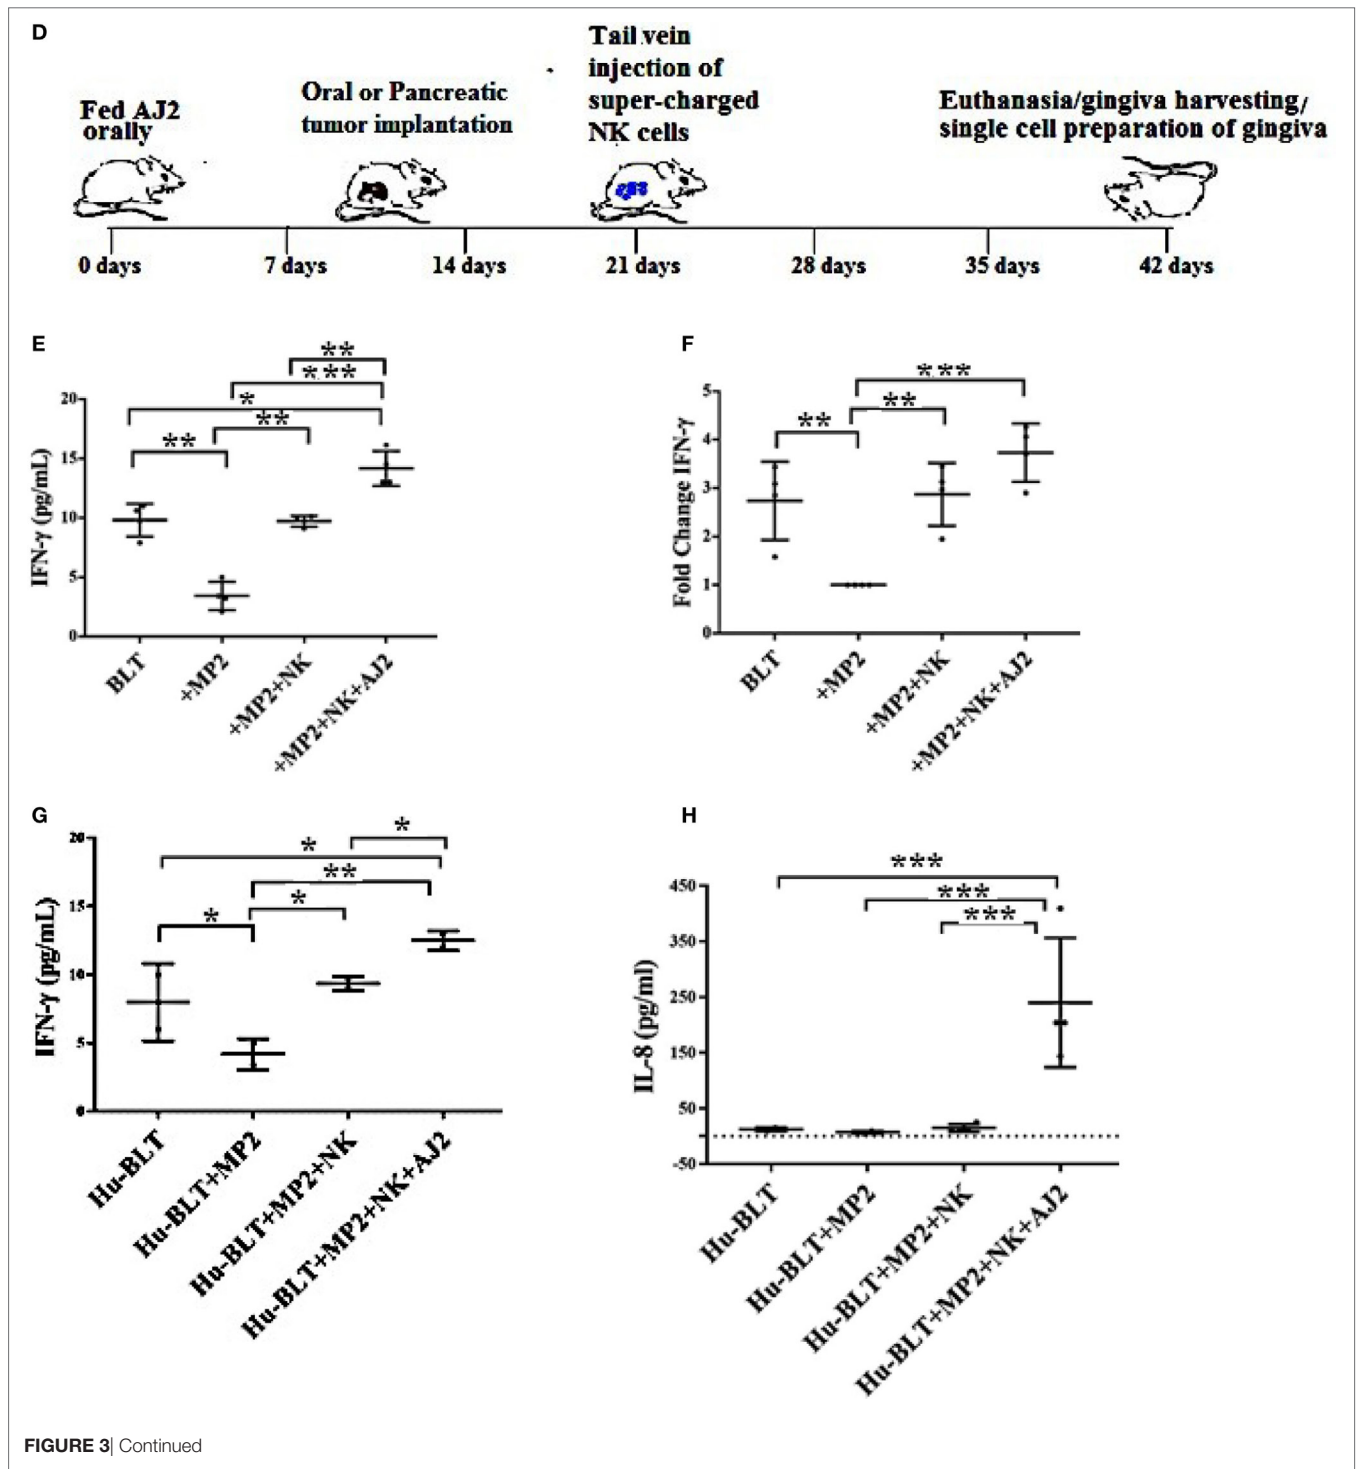 D
Fed AJ2
orally
Oral or Pancreatic
tumor implantation
Tail vein
injection of
super-charged
NK cells
Euthanasia/gingiva harvesting/
single cell preparation of gingiva
0 days
7 days
14 days
21 days
28 days
35 days
42 days
E
IFN-γ (pg/mL)
20
15
10
5
0
**
***
*
**
**
BLT
+MP2
+MP2+NK
+MP2+NK+AJ2
F
Fold Change IFN-γ
5
4
3
2
1
0
***
**
**
BLT
+MP2
+MP2+NK
+MP2+NK+AJ2
G
IFN-γ (pg/mL)
20
15
10
5
0
*
*
**
*
*
Hu-BLT
Hu-BLT+MP2
Hu-BLT+MP2+NK
Hu-BLT+MP2+NK+AJ2
H
IL-8 (pg/ml)
450
350
250
150
50
-50
***
***
***
Hu-BLT
Hu-BLT+MP2
Hu-BLT+MP2+NK
Hu-BLT+MP2+NK+AJ2
FIGURE 3| Continued